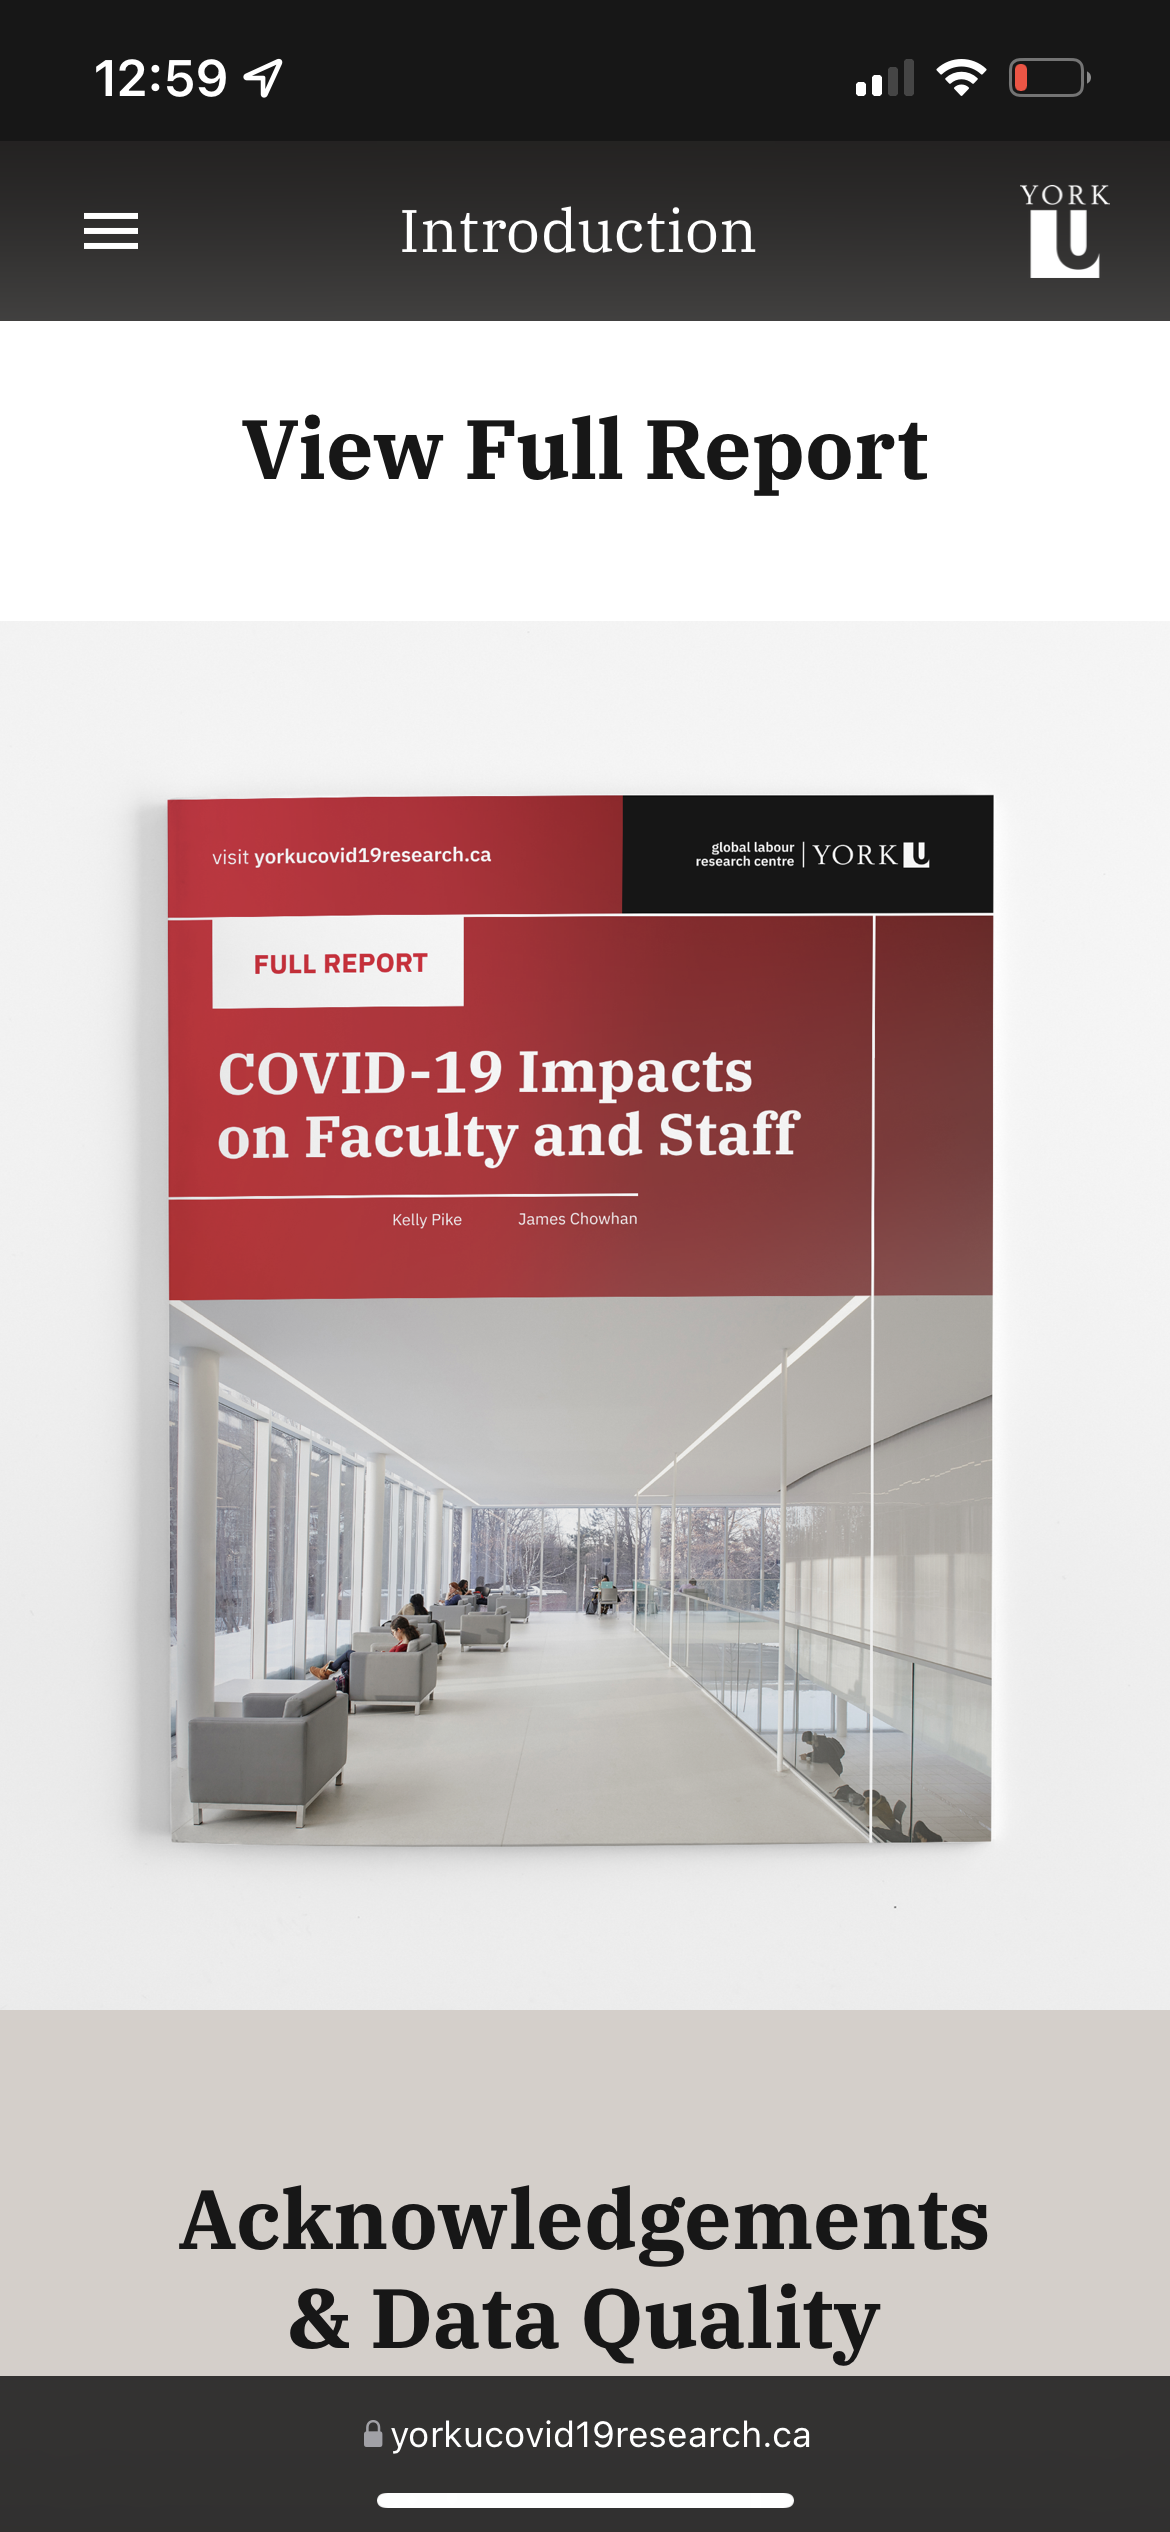 12:59
Introduction
YORK
U
View Full Report
visit yorkucovid19research.ca
global labour
research centre
YORK U
FULL REPORT
COVID-19 Impacts
on Faculty and Staff
Kelly Pike James Chowhan
Acknowledgements
& Data Quality
yorkucovid19research.ca